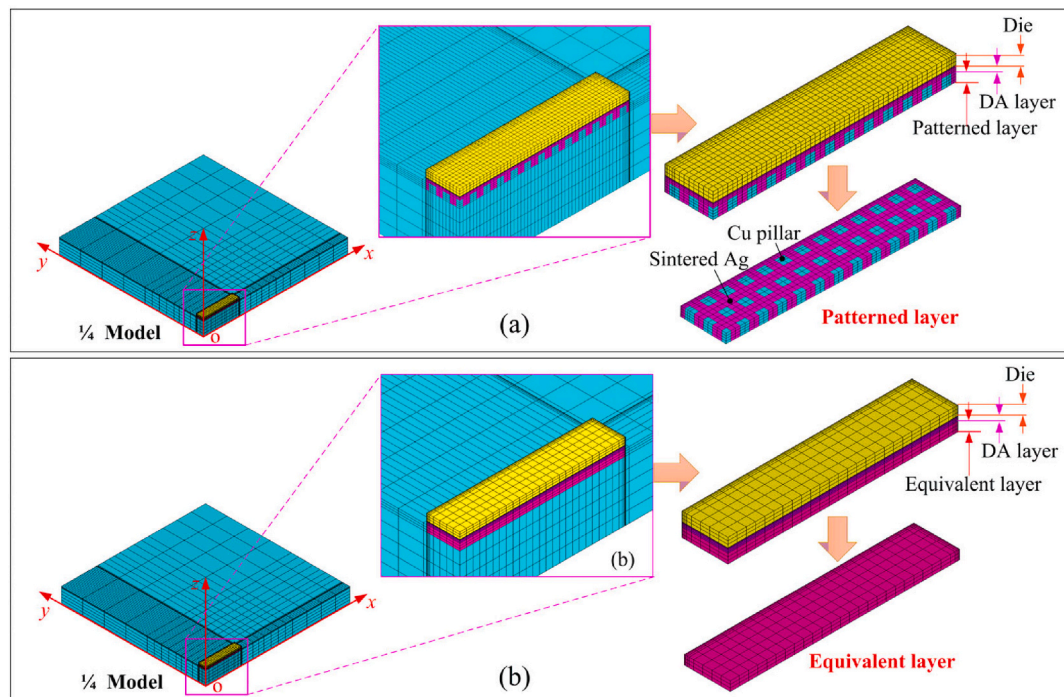 Die
DA layer
Patterned layer
z
y
x
o
¼ Model
Cu pillar
Sintered Ag
(a)
Patterned layer
Die
DA layer
Equivalent layer
(b)
z
y
x
o
¼ Model
(b)
Equivalent layer